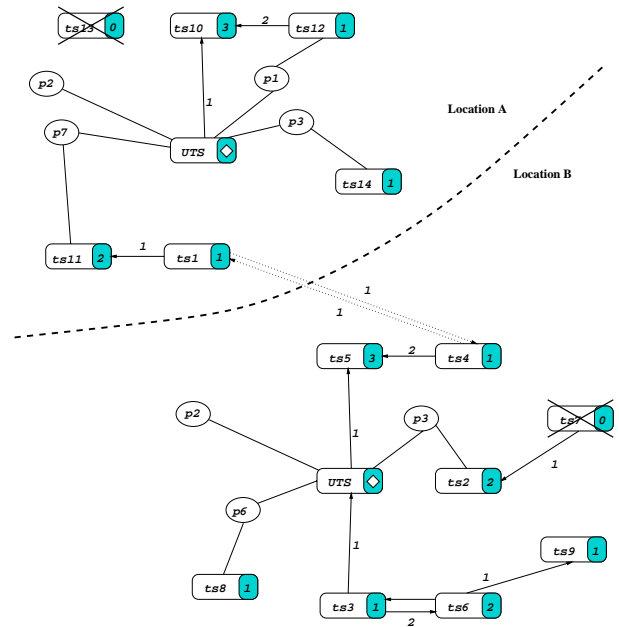 ts13 0
ts10 3
2
ts12 1
p2
p1
1
p7
p3
Location A
UTS
ts14 1
Location B
ts11 2
1
ts1 1
1
1
ts5 3
2
ts4 1
p2
p3
ts7 0
1
1
UTS
ts2 2
p6
1
ts9 1
ts8 1
1
ts3 1
2
ts6 2